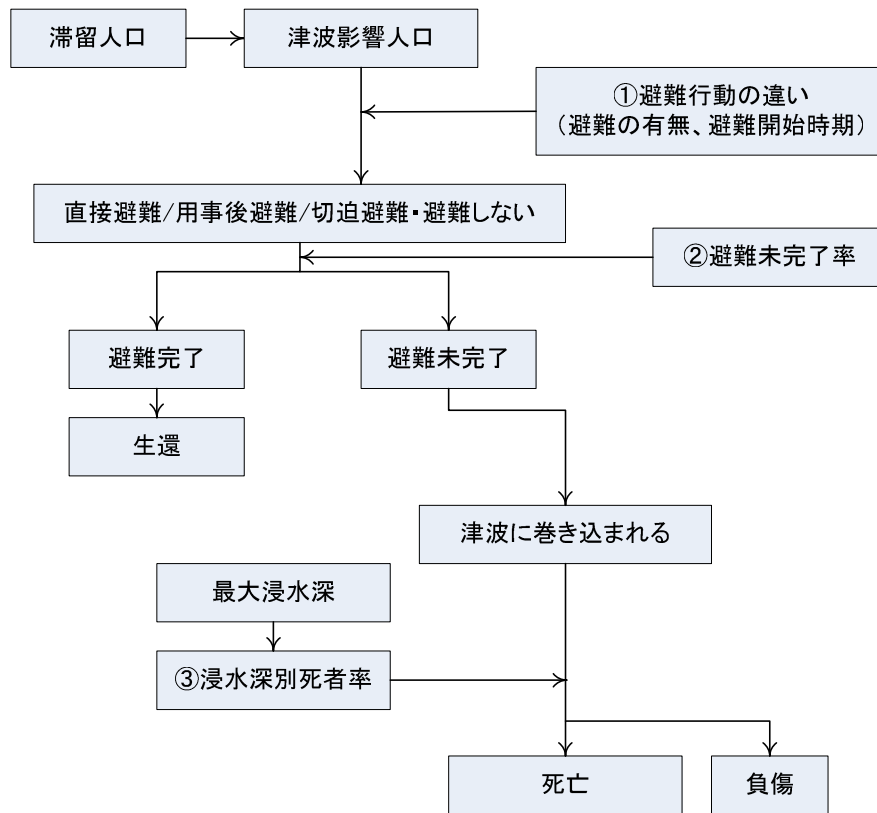 滞留人口
津波影響人口
①避難行動の違い
（避難の有無、避難開始時期）
直接避難/用事後避難/切迫避難・避難しない
②避難未完了率
避難完了
避難未完了
生還
津波に巻き込まれる
最大浸水深
③浸水深別死者率
死亡
負傷